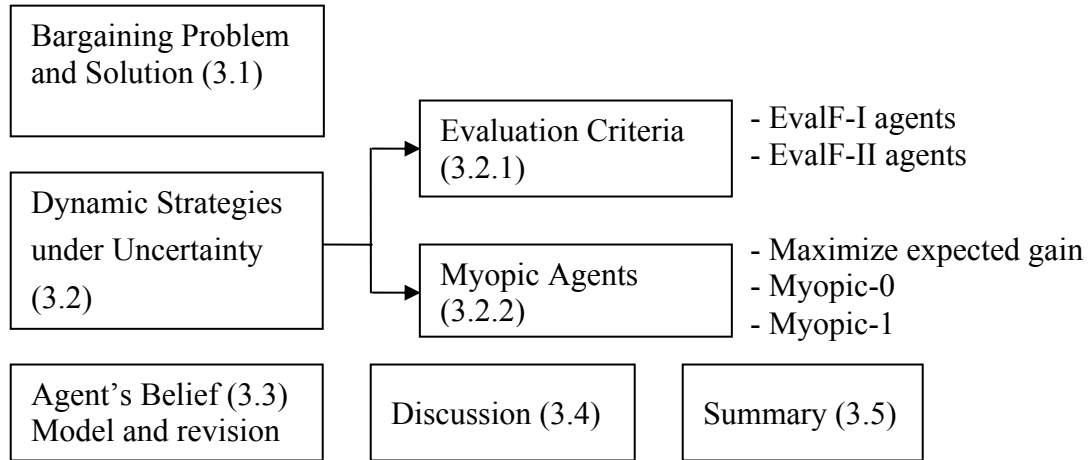 Bargaining Problem
and Solution (3.1)
Evaluation Criteria
(3.2.1)
- EvalF-I agents
- EvalF-II agents
Dynamic Strategies
under Uncertainty
(3.2)
Myopic Agents
(3.2.2)
- Maximize expected gain
- Myopic-0
- Myopic-1
Agent’s Belief (3.3)
Model and revision
Discussion (3.4)
Summary (3.5)